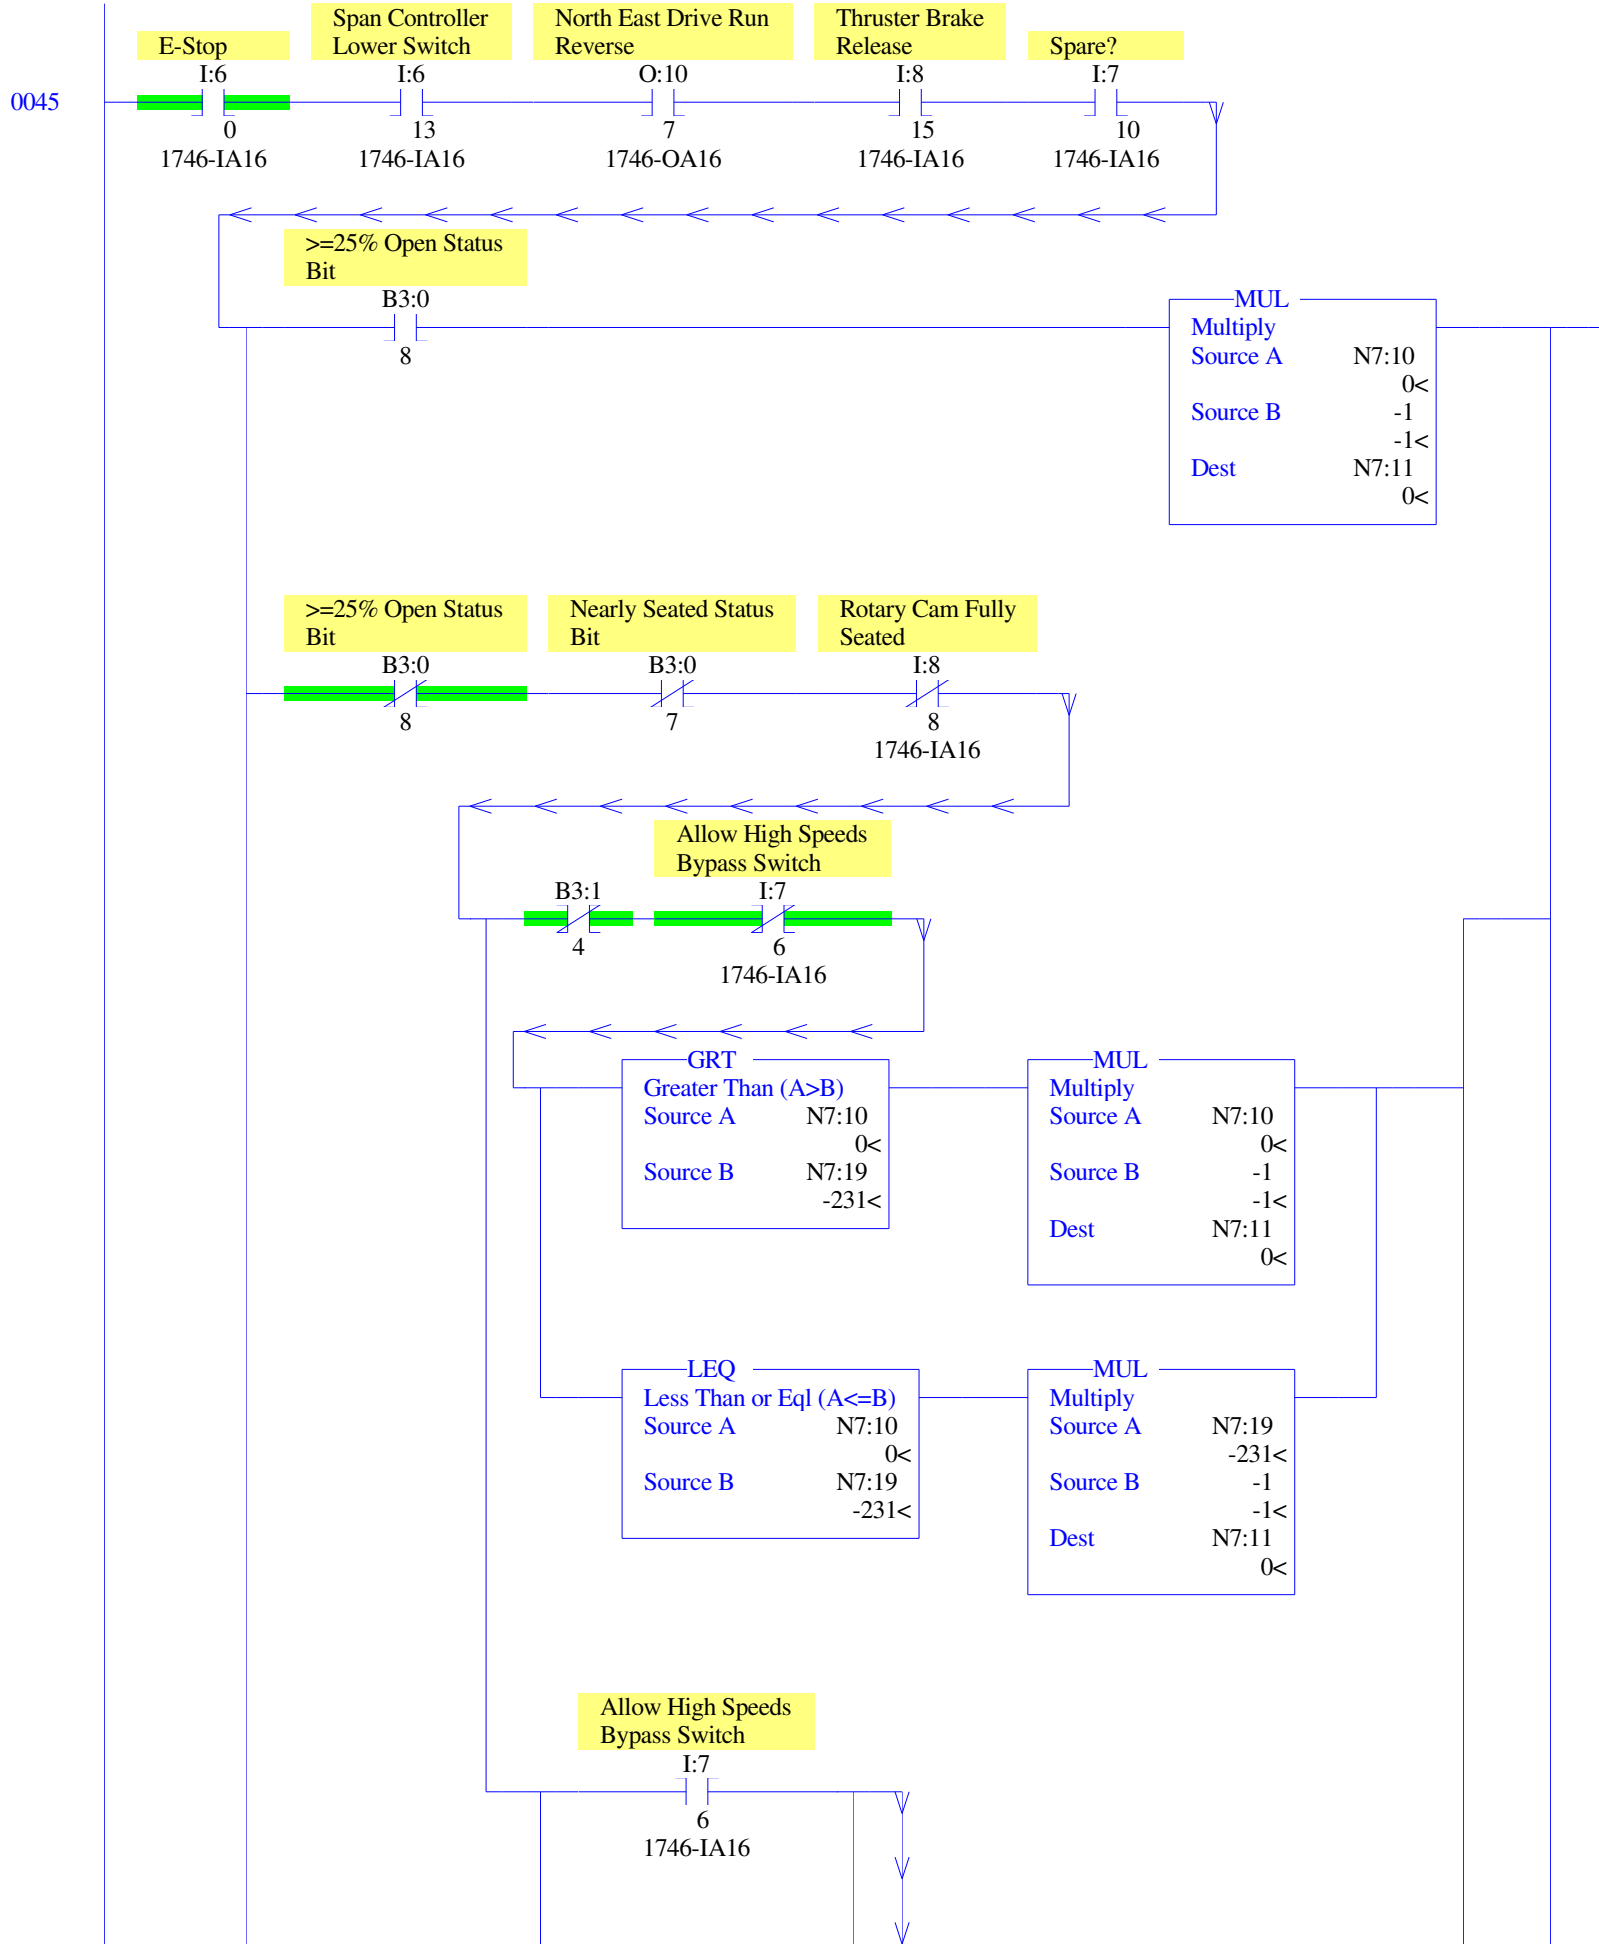 E-Stop
I:6
0
1746-IA16
Span Controller
Lower Switch
I:6
13
1746-IA16
North East Drive Run
Reverse
O:10
7
1746-OA16
Thruster Brake
Release
I:8
15
1746-IA16
Spare?
I:7
10
1746-IA16
0045
>=25% Open Status
Bit
B3:0
8
MUL
Multiply
Source A N7:10
0<
Source B -1
-1<
Dest N7:11
0<
>=25% Open Status
Bit
B3:0
8
Nearly Seated Status
Bit
B3:0
7
Rotary Cam Fully
Seated
I:8
8
1746-IA16
B3:1
4
Allow High Speeds
Bypass Switch
I:7
6
1746-IA16
GRT
Greater Than (A>B)
Source A N7:10
0<
Source B N7:19
-231<
MUL
Multiply
Source A N7:10
0<
Source B -1
-1<
Dest N7:11
0<
LEQ
Less Than or Eql (A<=B)
Source A N7:10
0<
Source B N7:19
-231<
MUL
Multiply
Source A N7:19
-231<
Source B -1
-1<
Dest N7:11
0<
Allow High Speeds
Bypass Switch
I:7
6
1746-IA16